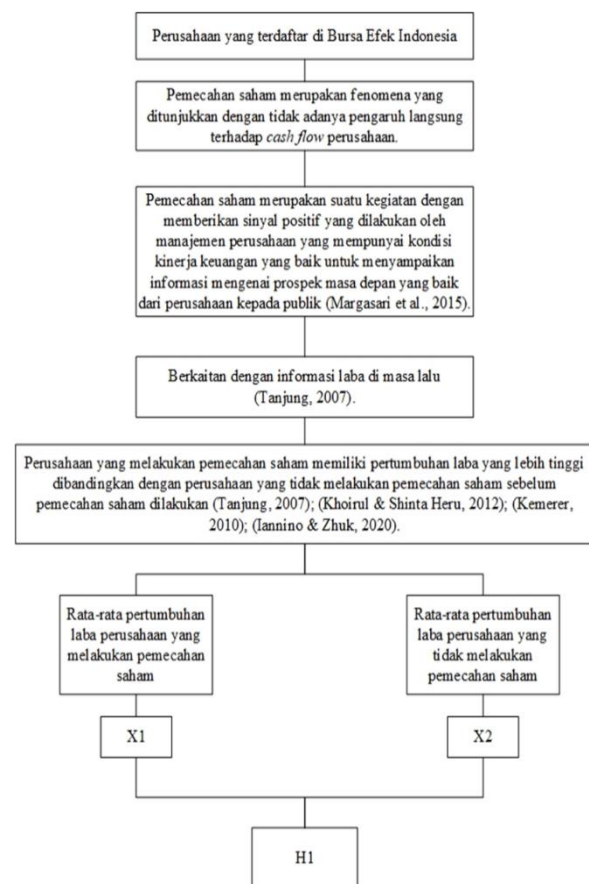 Perusahaan yang terdaftar di Bursa Efek Indonesia
Pemecahan saham merupakan fenomena yang
ditunjukkan dengan tidak adanya pengaruh langsung
terhadap cash flow perusahaan.
Pemecahan saham merupakan suatu kegiatan dengan
memberikan sinyal positif yang dilakukan oleh
manajemen perusahaan yang mempunyai kondisi
kinerja keuangan yang baik untuk menyampaikan
informasi mengenai prospek masa depan yang baik
dari perusahaan kepada publik (Margasari et al., 2015).
Berkaitan dengan informasi laba di masa lalu
(Tanjung, 2007).
Perusahaan yang melakukan pemecahan saham memiliki pertumbuhan laba yang lebih tinggi
dibandingkan dengan perusahaan yang tidak melakukan pemecahan saham sebelum
pemecahan saham dilakukan (Tanjung, 2007); (Khoirul & Shinta Heru, 2012); (Kemerer,
2010); (Iannino & Zhuk, 2020).
Rata-rata pertumbuhan
laba perusahaan yang
melakukan pemecahan
saham
Rata-rata pertumbuhan
laba perusahaan yang
tidak melakukan
pemecahan saham
X1
X2
H1